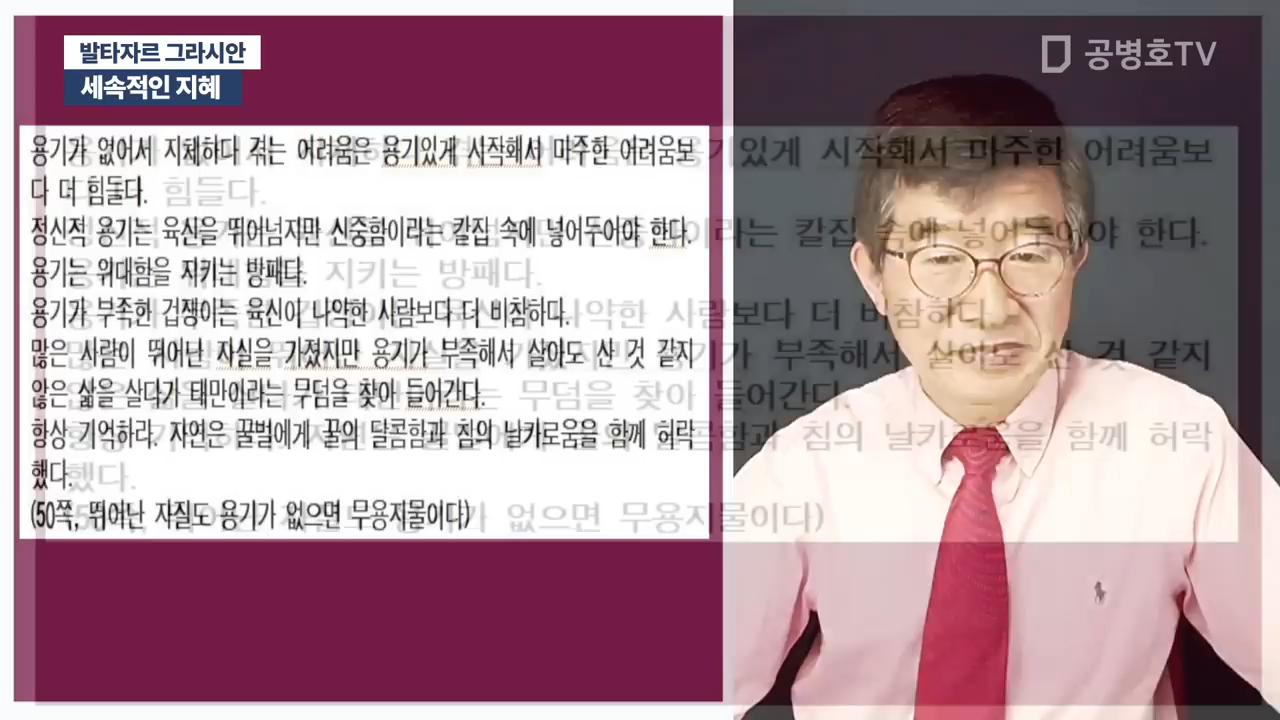 발타자르 그라시안
세속적인 지혜
공병호TV
용기가 없어서 지체하다 겪는 어려움은 용기있게 시작해서 마주한 어려움보
다 더 힘들다.
정신적 용기는 육신을 뛰어넘지만 신중함이라는 칼집 속에 넣어두어야 한다.
용기는 위대함을 지키는 방패다.
용기가 부족한 겁쟁이는 육신이 나약한 사람보다 더 비참하다.
많은 사람이 뛰어난 자실을 가졌지만 용기가 부족해서 살아도 산 것 같지
않은 삶을 살다가 태만이라는 무덤을 찾아 들어간다.
항상 기억하라. 자연은 꿀벌에게 꿀의 달콤함과 침의 날카로움을 함께 허락
했다.
(50쪽, 뛰어난 자질도 용기가 없으면 무용지물이다)